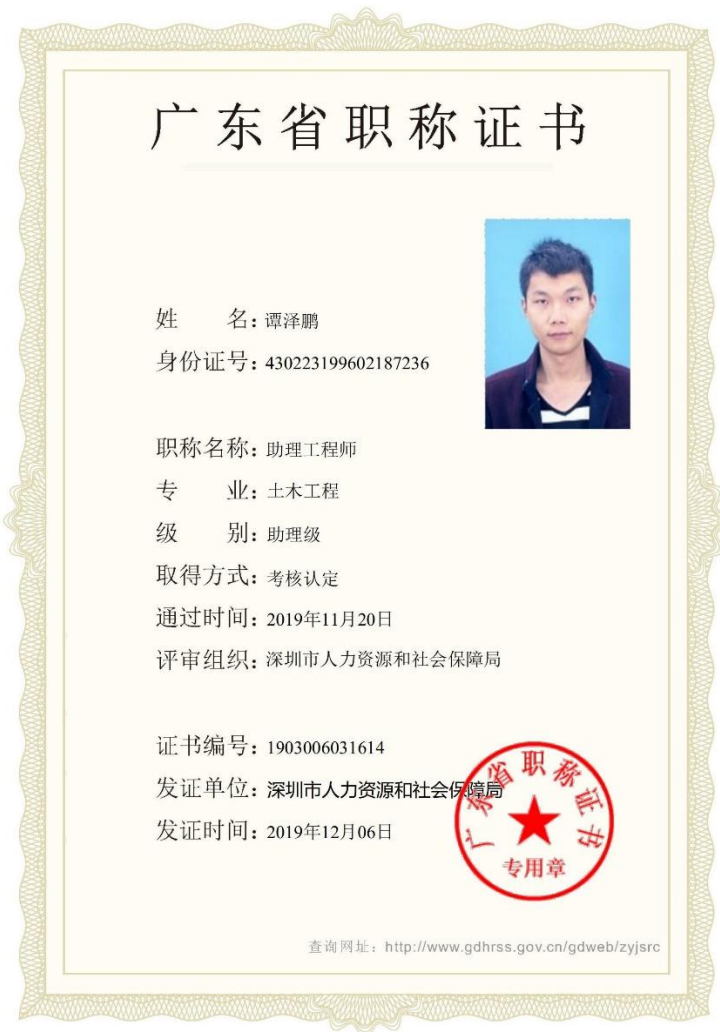 广东省职称证书
姓 名：谭泽鹏
身份证号：430223199602187236
职称名称：助理工程师
专 业：土木工程
级 别：助理级
取得方式：考核认定
通过时间：2019年11月20日
评审组织：深圳市人力资源和社会保障局
证书编号：1903006031614
发证单位：深圳市人力资源和社会保障局
发证时间：2019年12月06日
广东省职称证书
专用章
查询网址：http://www.gdhrss.gov.cn/gdweb/zyjsrc